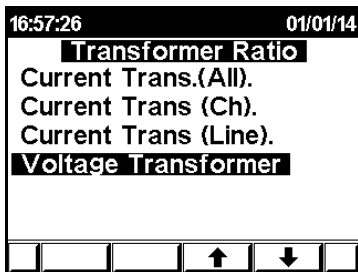 16:57:26 01/01/14
Transformer Ratio
Current Trans.(All).
Current Trans (Ch).
Current Trans (Line).
Voltage Transformer